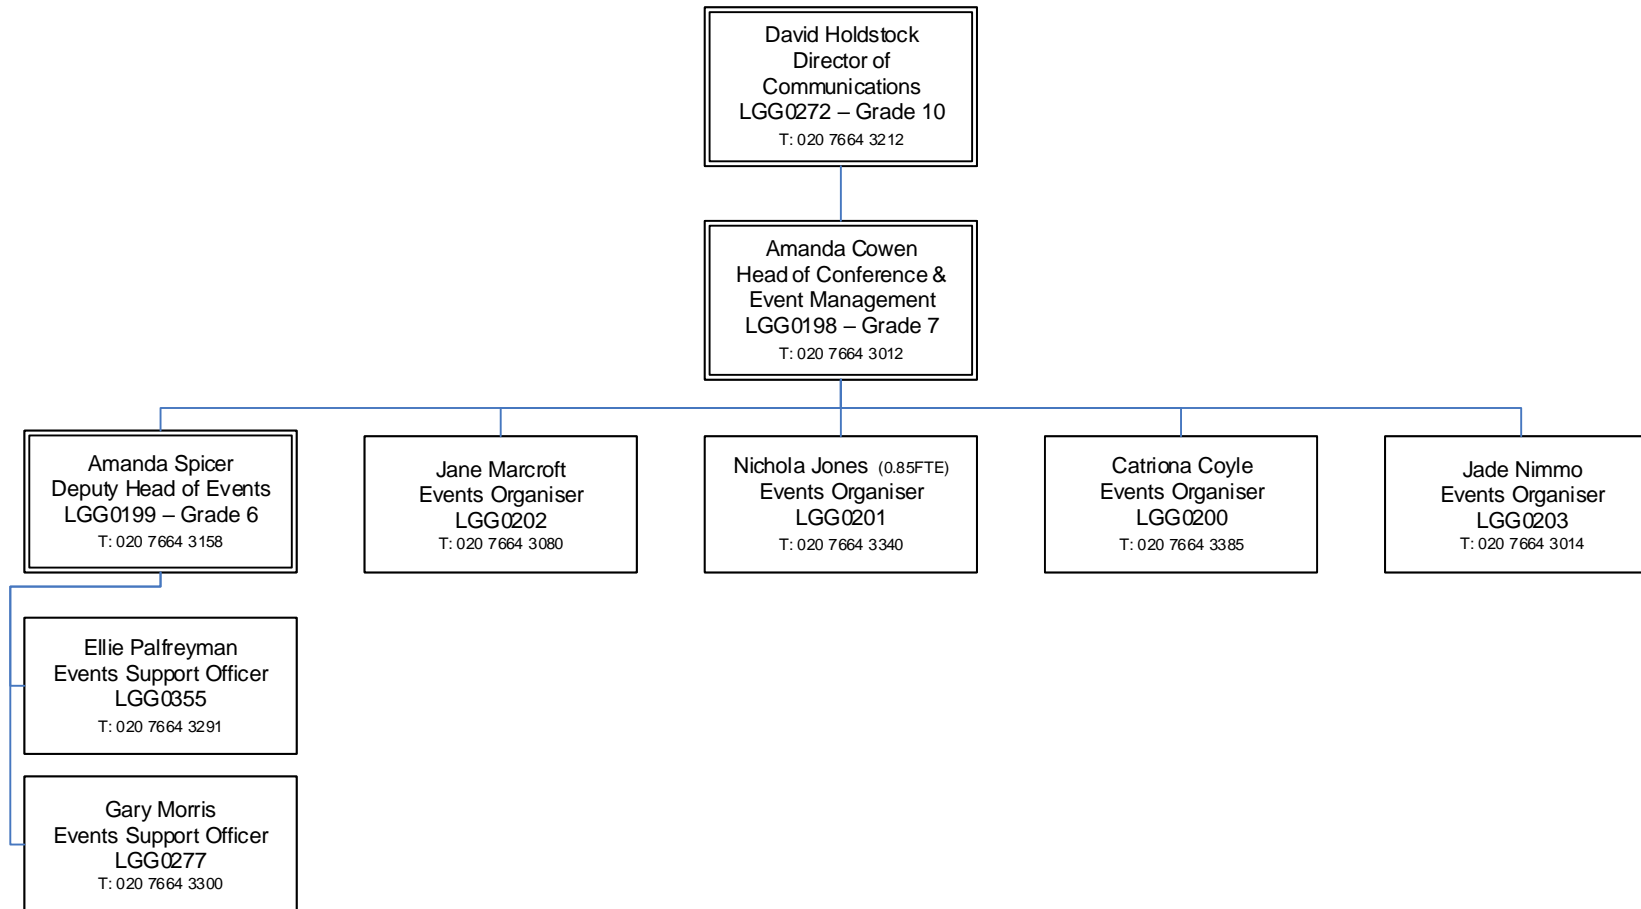 David Holdstock
Director of
Communications
LGG0272 – Grade 10
T: 020 7664 3212
Amanda Cowen
Head of Conference &
Event Management
LGG0198 – Grade 7
T: 020 7664 3012
Amanda Spicer
Deputy Head of Events
LGG0199 – Grade 6
T: 020 7664 3158
Jane Marcroft
Events Organiser
LGG0202
T: 020 7664 3080
Nichola Jones (0.85FTE)
Events Organiser
LGG0201
T: 020 7664 3340
Catriona Coyle
Events Organiser
LGG0200
T: 020 7664 3385
Jade Nimmo
Events Organiser
LGG0203
T: 020 7664 3014
Ellie Palfreyman
Events Support Officer
LGG0355
T: 020 7664 3291
Gary Morris
Events Support Officer
LGG0277
T: 020 7664 3300